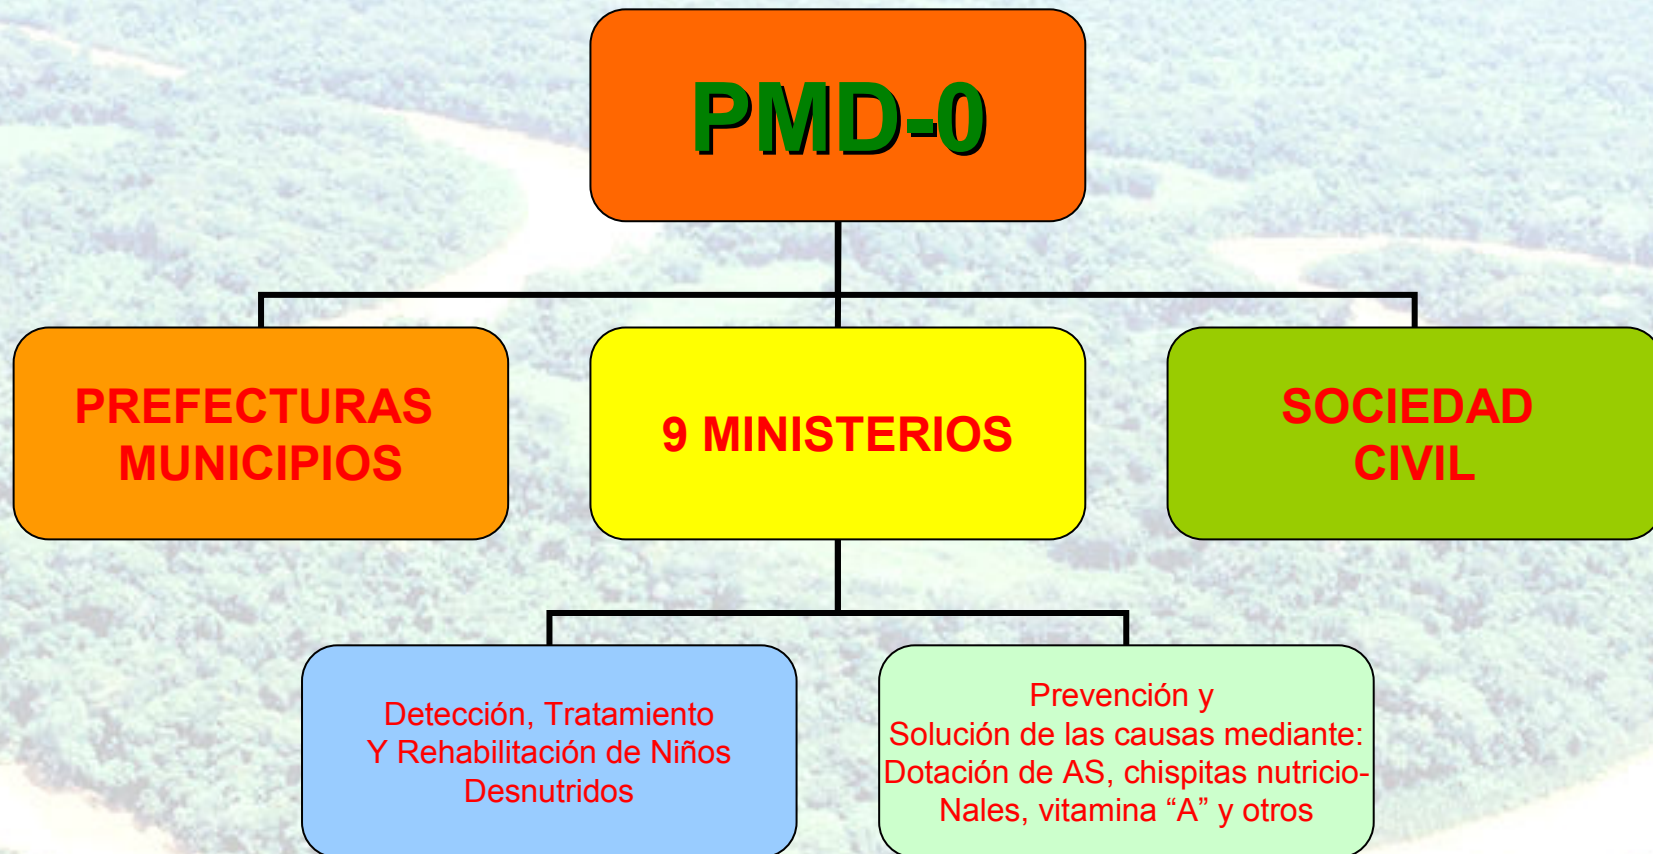 PMD-0
PREFECTURAS
MUNICIPIOS
9 MINISTERIOS
SOCIEDAD
CIVIL
Detección, Tratamiento
Y Rehabilitación de Niños
Desnutridos
Prevención y
Solución de las causas mediante:
Dotación de AS, chispitas nutricio-
Nales, vitamina “A” y otros